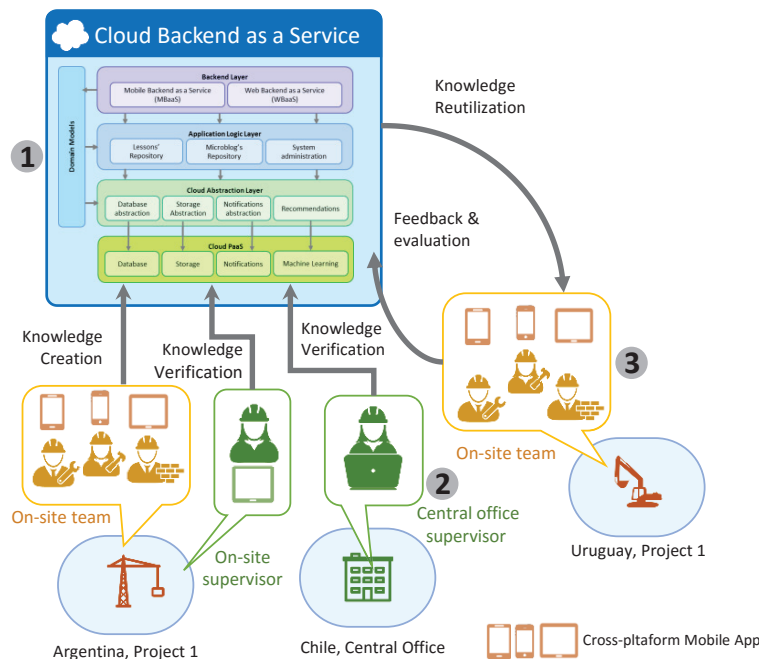 Cloud Backend as a Service
Backend Layer
Mobile Backend as a Service
(MBaaS)
Web Backend as a Service
(WBaaS)
Domain Models
Application Logic Layer
Lessons'
Repository
Microblog's
Repository
System
administration
Cloud Abstraction Layer
Database
abstraction
Storage
Abstraction
Notifications
abstraction
Recommendations
Cloud PaaS
Database
Storage
Notifications
Machine Learning
1
Knowledge
Reutilization
Feedback &
evaluation
Knowledge
Creation
Knowledge
Verification
Knowledge
Verification
3
On-site team
On-site team
2
Central office
supervisor
On-site
supervisor
Uruguay, Project 1
Argentina, Project 1
Chile, Central Office
Cross-pltaform Mobile App